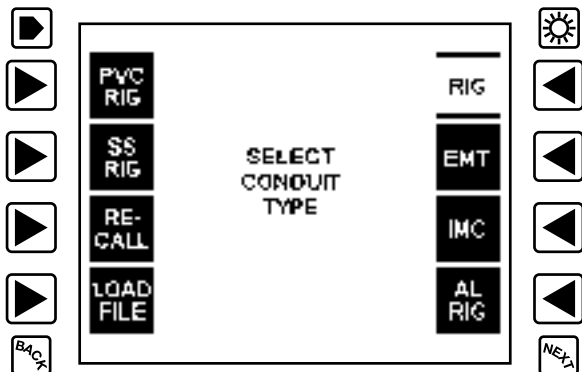 PVC
RIG
RIG
SS
RIG
SELECT
CONDUIT
TYPE
EMT
RE-
CALL
IMC
LOAD
FILE
AL
RIG
BACK
NEXT